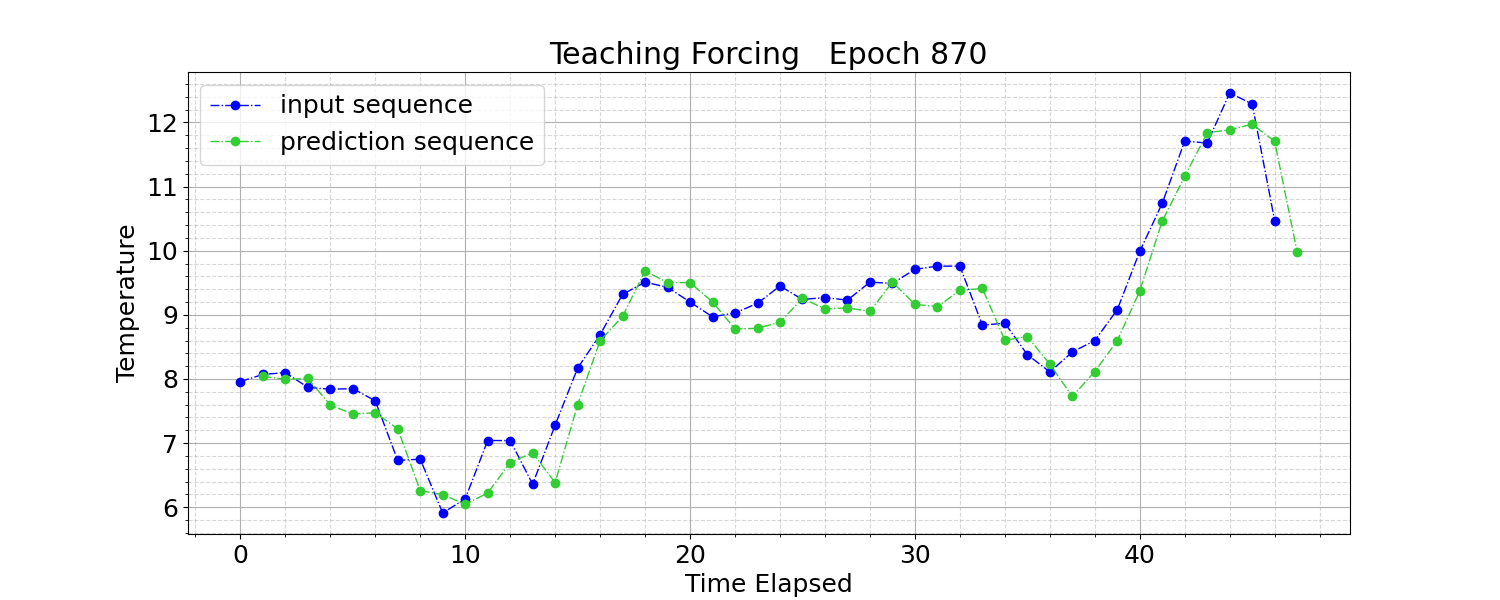 Teaching Forcing   Epoch 870
input sequence
prediction sequence
12
11
10
9
8
7
6
Temperature
0 10 20 30 40
Time Elapsed